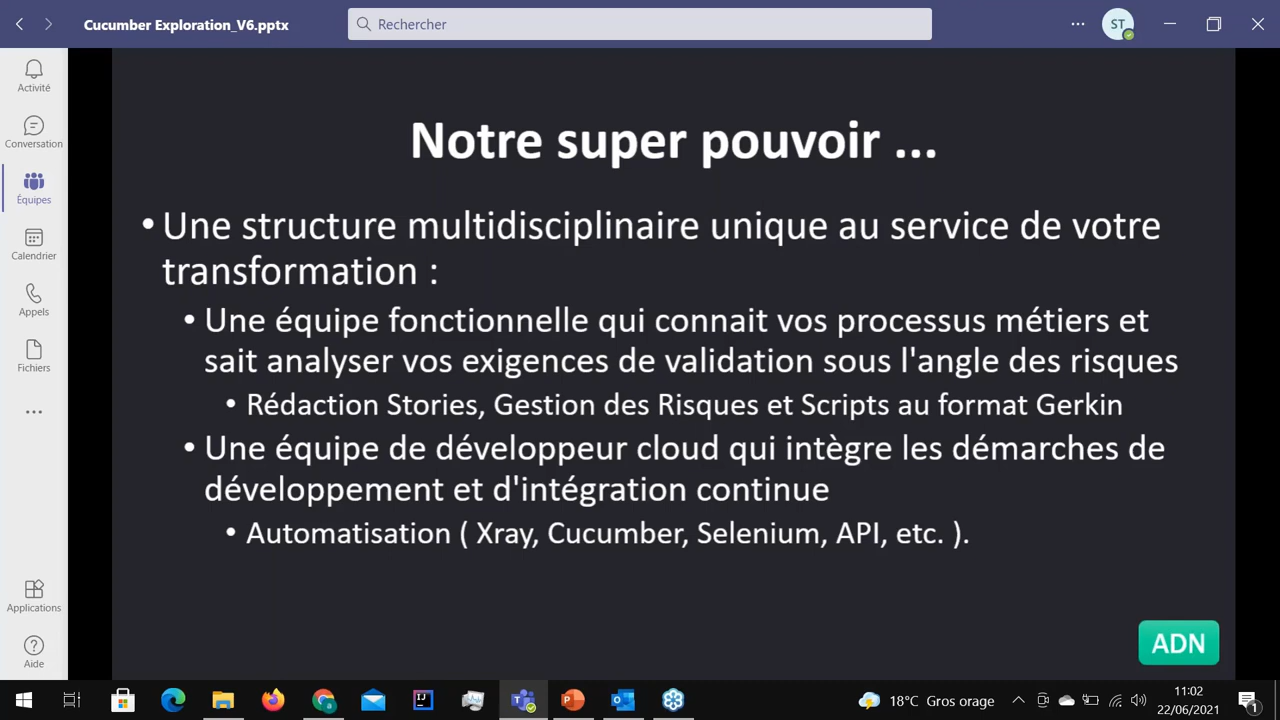 Cucumber Exploration_V6.pptx
Rechercher
ST
Activité
Conversation
Équipes
Calendrier
Appels
Fichiers
Applications
Aide
Notre super pouvoir ...
• Une structure multidisciplinaire unique au service de votre
transformation :
• Une équipe fonctionnelle qui connait vos processus métiers et
sait analyser vos exigences de validation sous l'angle des risques
• Rédaction Stories, Gestion des Risques et Scripts au format Gerkin
• Une équipe de développeur cloud qui intègre les démarches de
développement et d'intégration continue
• Automatisation ( Xray, Cucumber, Selenium, API, etc. ).
ADN
18°C Gros orage
11:02
22/06/2021
1